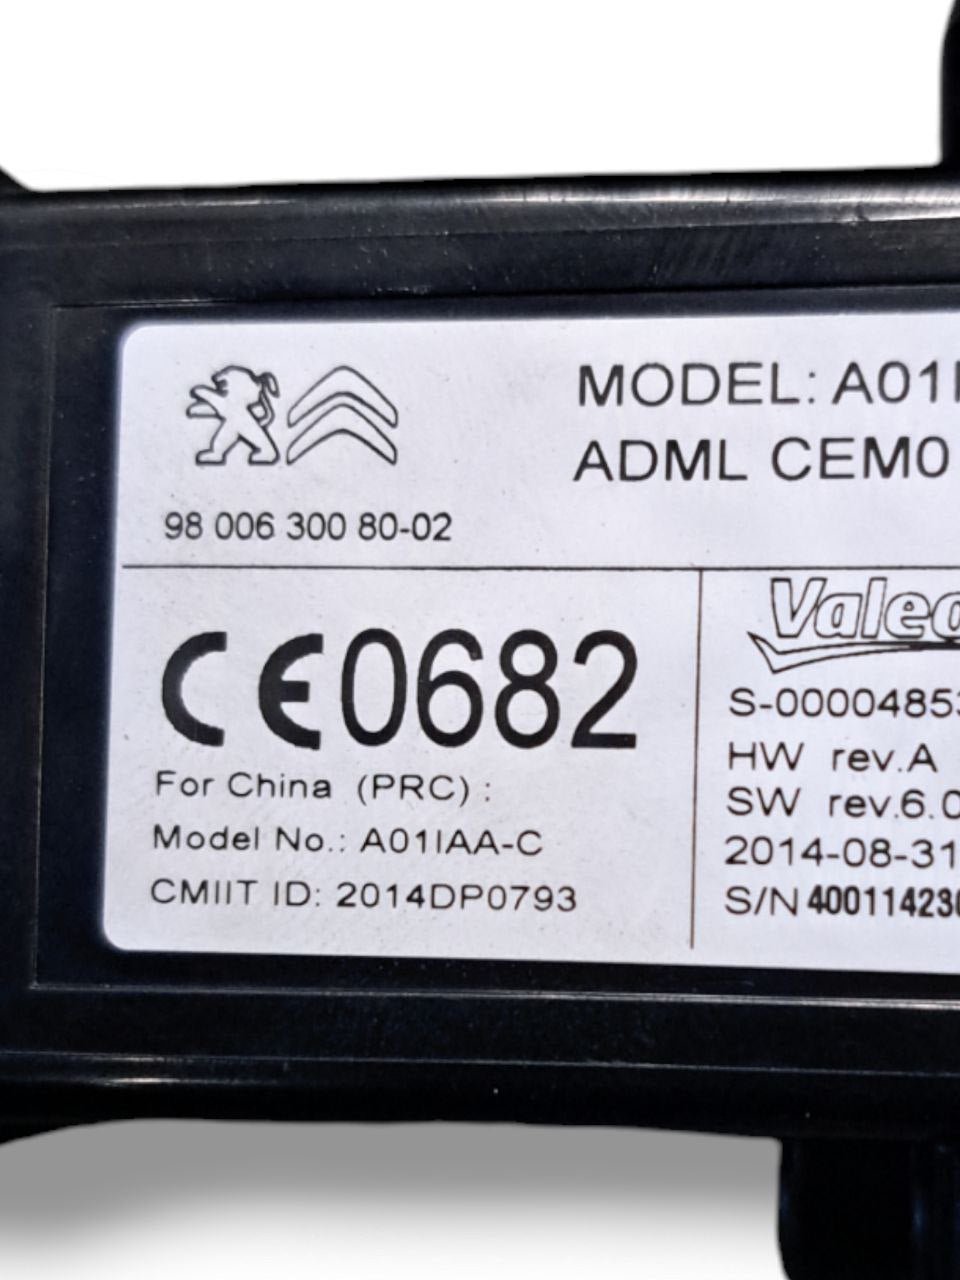 MODEL: A01
ADML CEM0
98 006 300 80-02
CE0682
For China (PRC) :
Model No.: A01IAA-C
CMIIT ID: 2014DP0793
Valeo
S-0000485
HW rev.A
SW rev.6.0
2014-08-31
S/N 40011423